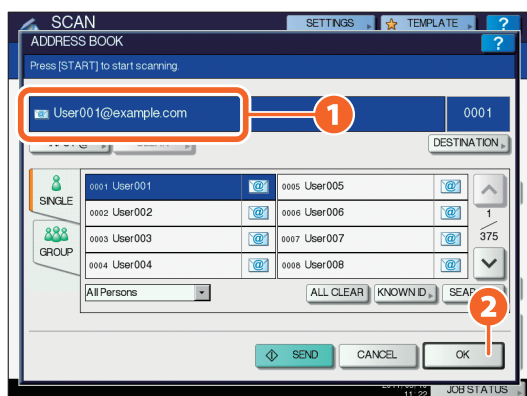 SCAN
SETTINGS
TEMPLATE
?
ADDRESS BOOK
?
Press [START] to start scanning.
User001@example.com
1
0001
DESTINATION
SINGLE
GROUP
0001 User001
0005 User005
0002 User002
0006 User006
0003 User003
0007 User007
0004 User004
0008 User008
1
375
All Persons
ALL CLEAR
KNOWN ID
2
SEND
CANCEL
OK
11:22
JOB STATUS